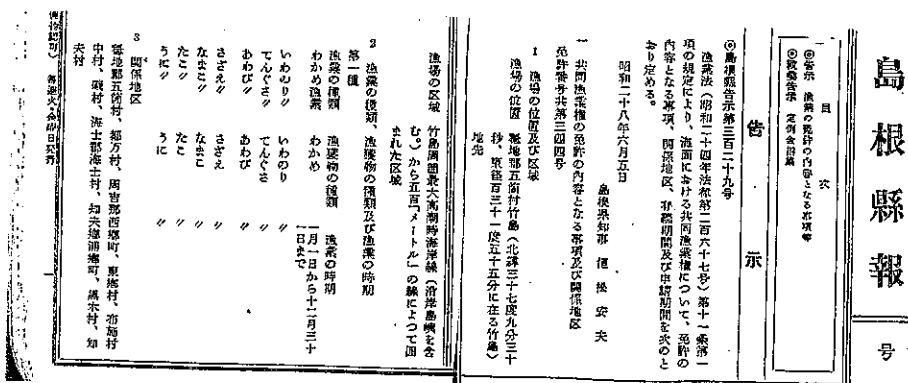 島根縣報
号
目次
◎告示 漁業の免許の内容となる事項等
◎教委告示 定例会招集
告示
◎島根縣告示第三百二十九号
漁業法(昭和二十四年法律第二百六十七号)第十一条第一
項の規定により、海面における共同漁業権について、免許の
内容となる事項、関係地区、存続期間及び申請期間を次のと
おり定める。
昭和二十八年六月五日
島根縣知事 恒松安夫
一 共同漁業権の免許の内容となる事項及び関係地区
免許番号共第三四四号
1 漁場の位置及び区域
漁場の位置 穏地郡五箇村竹島(北緯三十七度九分三十
秒、東経百三十一度五十五分に在る竹島)
地先
漁場の区域 竹島周囲最大高潮時海岸線(沿岸島嶼を含
む。)から五百「メートル」の線によつて囲
まれた区域
2 漁業の種類、漁獲物の種類及び漁業の時期
漁業の種類 漁獲物の種類 漁業の時期
第一種
わかめ漁業 わかめ 一月一日から十二月三十
一日まで
いわのり〃 いわのり 〃
てんぐさ〃 てんぐさ 〃
あわび〃 あわび 〃
さざえ〃 さざえ 〃
なまこ〃 なまこ 〃
たこ〃 たこ 〃
うに〃 うに 〃
3 関係地区
穏地郡五箇村、都万村、周吉郡西郷町、東郷村、布施村
中村、磯村、海士郡海士村、知夫郡浦郷町、黒木村、知
夫村